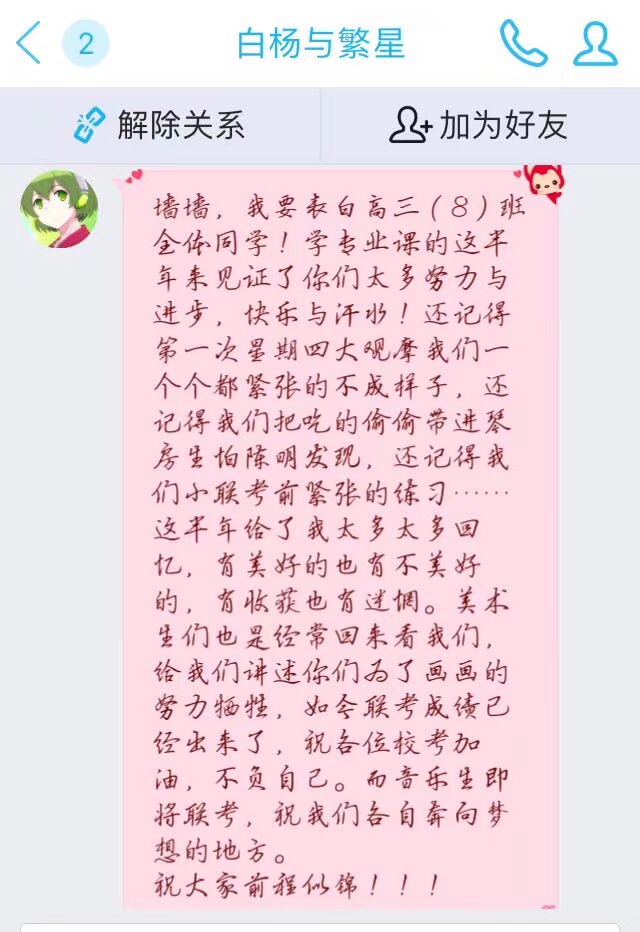 2
白杨与繁星
解除关系
加为好友
墙墙，我要表白高三（8）班
全体同学！学专业课的这半
年来见证了你们太多努力与
进步，快乐与汗水！还记得
第一次星期四大观摩我们一
个个都紧张的不成样子，还
记得我们把吃的偷偷带进琴
房生怕陈明发现，还记得我
们小联考前紧张的练习……
这半年给了我太多太多回
忆，有美好的也有不美好
的，有收获也有迷惘。美术
生们也是经常回来看我们，
给我们讲述你们为了画画的
努力牺牲，如今联考成绩已
经出来了，祝各位校考加
油，不负自己。而音乐生即
将联考，祝我们各自奔向梦
想的地方。
祝大家前程似锦！！！